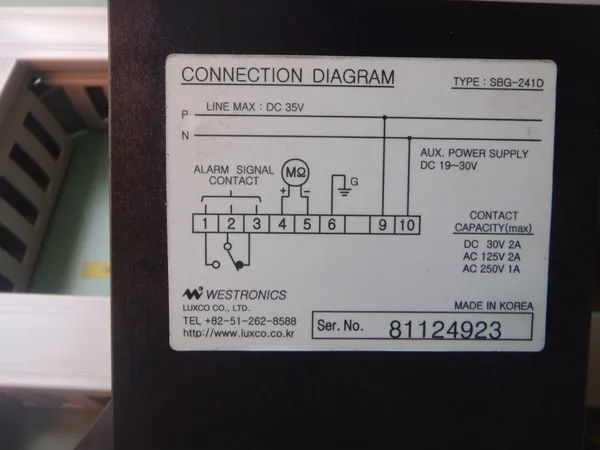 CONNECTION DIAGRAM
TYPE : SBG-241D
LINE MAX : DC 35V
P
N
AUX. POWER SUPPLY
DC 19~30V
ALARM SIGNAL
CONTACT
MΩ
+ −
G
1 2 3 4 5 6 9 10
CONTACT
CAPACITY(max)
DC 30V 2A
AC 125V 2A
AC 250V 1A
WESTRONICS
LUXCO CO., LTD.
TEL +82-51-262-8588
http://www.luxco.co.kr
MADE IN KOREA
Ser. No. 81124923